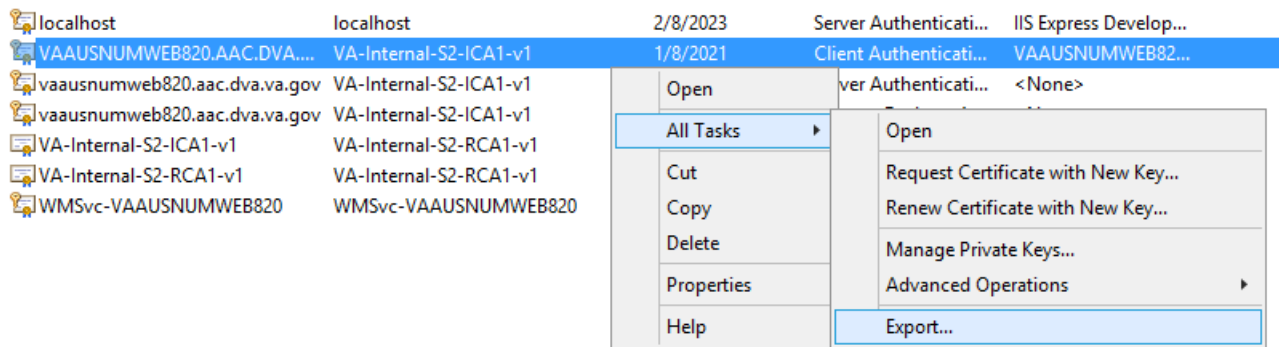 localhost localhost 2/8/2023 Server Authenticati... IIS Express Develop...
VAAUSNUMWEB820.AAC.DVA.... VA-Internal-S2-ICA1-v1 1/8/2021 Client Authenticati... VAAUSNUMWEB82...
vaausnumweb820.aac.dva.va.gov VA-Internal-S2-ICA1-v1 ver Authenticati... <None>
vaausnumweb820.aac.dva.va.gov VA-Internal-S2-ICA1-v1
VA-Internal-S2-ICA1-v1 VA-Internal-S2-RCA1-v1
VA-Internal-S2-RCA1-v1 VA-Internal-S2-RCA1-v1
WMSvc-VAAUSNUMWEB820 WMSvc-VAAUSNUMWEB820
Open
All Tasks
Cut
Copy
Delete
Properties
Help
Open
Request Certificate with New Key...
Renew Certificate with New Key...
Manage Private Keys...
Advanced Operations
Export...